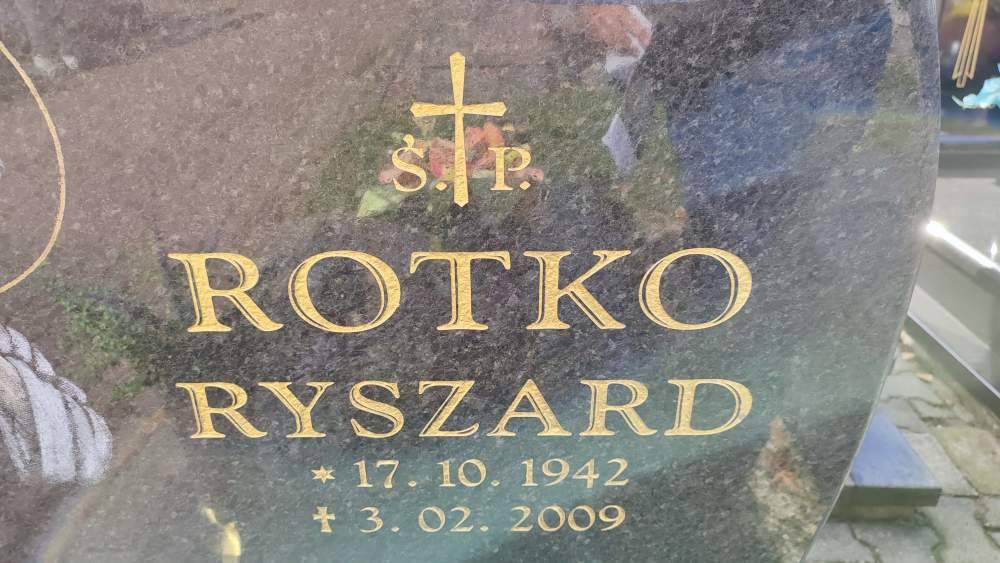 Ś. P.
ROTKO
RYSZARD
* 17. 10. 1942
† 3. 02. 2009